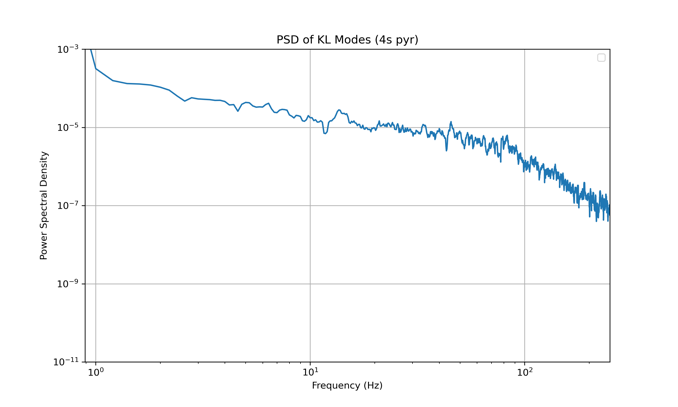 PSD of KL Modes (4s pyr)
10⁻³
10⁻⁵
10⁻⁷
10⁻⁹
10⁻¹¹
Power Spectral Density
10⁰ 10¹ 10²
Frequency (Hz)